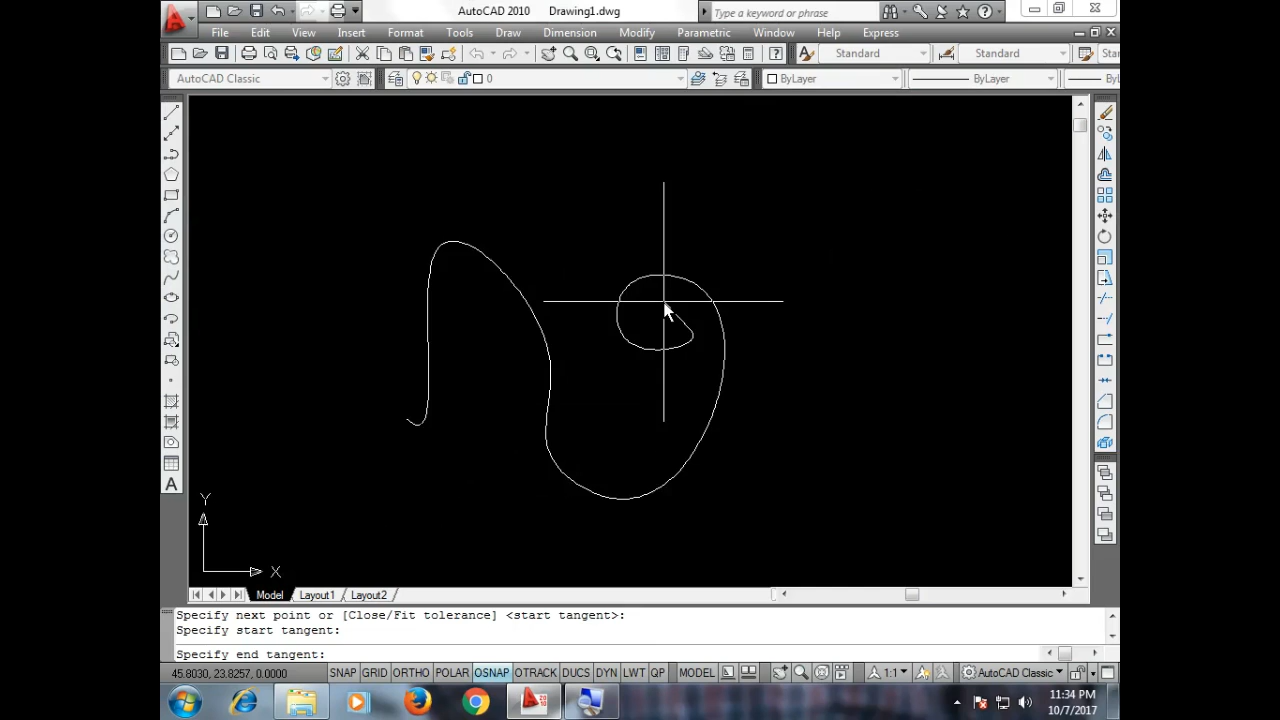 AutoCAD 2010 Drawing1.dwg
Type a keyword or phrase
File Edit View Insert Format Tools Draw Dimension Modify Parametric Window Help Express
Standard Standard
AutoCAD Classic 0 ByLayer ByLayer
A
Y
X
Model Layout1 Layout2
Specify next point or [Close/Fit tolerance] <start tangent>:
Specify start tangent:
Specify end tangent:
45.8030, 23.8257, 0.0000 SNAP GRID ORTHO POLAR OSNAP OTRACK DUCS DYN LWT QP MODEL 1:1 AutoCAD Classic
11:34 PM
10/7/2017